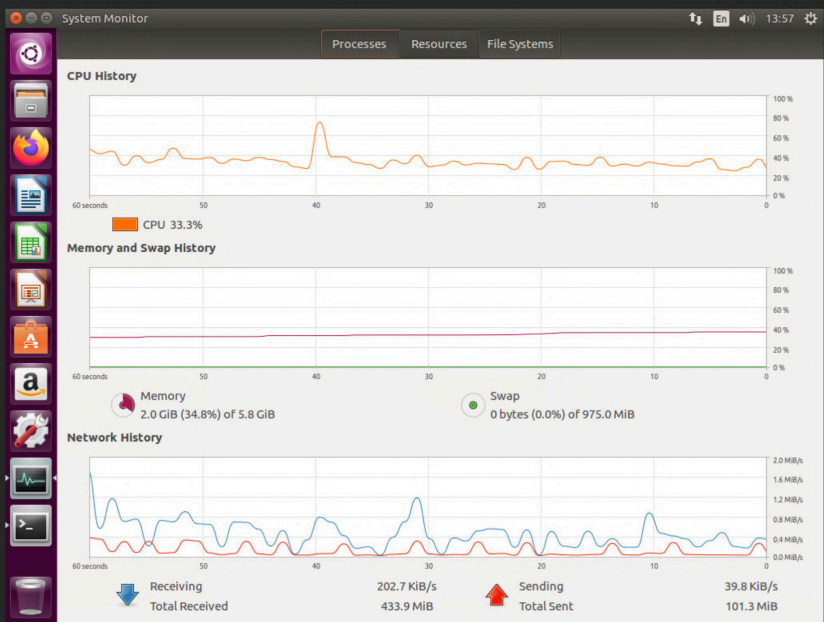 System Monitor
En
13:57
Processes
Resources
File Systems
CPU History
100 %
80 %
60 %
40 %
20 %
0 %
60 seconds
50
40
30
20
10
0
CPU 33.3%
Memory and Swap History
100 %
80 %
60 %
40 %
20 %
0 %
60 seconds
50
40
30
20
10
0
Memory
2.0 GiB (34.8%) of 5.8 GiB
Swap
0 bytes (0.0%) of 975.0 MiB
Network History
2.0 MiB/s
1.6 MiB/s
1.2 MiB/s
0.8 MiB/s
0.4 MiB/s
0.0 MiB/s
60 seconds
50
40
30
20
10
0
Receiving 202.7 KiB/s
Total Received 433.9 MiB
Sending 39.8 KiB/s
Total Sent 101.3 MiB
A
a
>_